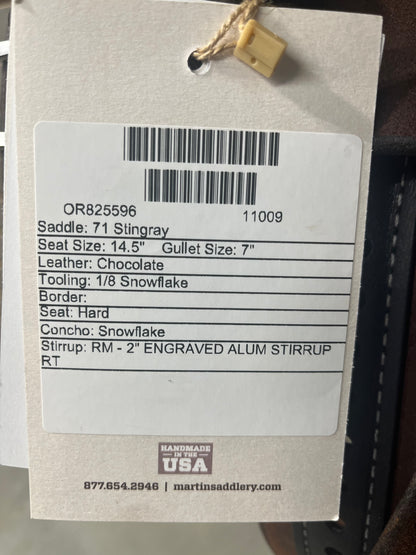 OR825596 11009
Saddle: 71 Stingray
Seat Size: 14.5" Gullet Size: 7"
Leather: Chocolate
Tooling: 1/8 Snowflake
Border:
Seat: Hard
Concho: Snowflake
Stirrup: RM - 2" ENGRAVED ALUM STIRRUP
RT
HANDMADE
IN THE
USA
877.654.2946 | martinsaddlery.com